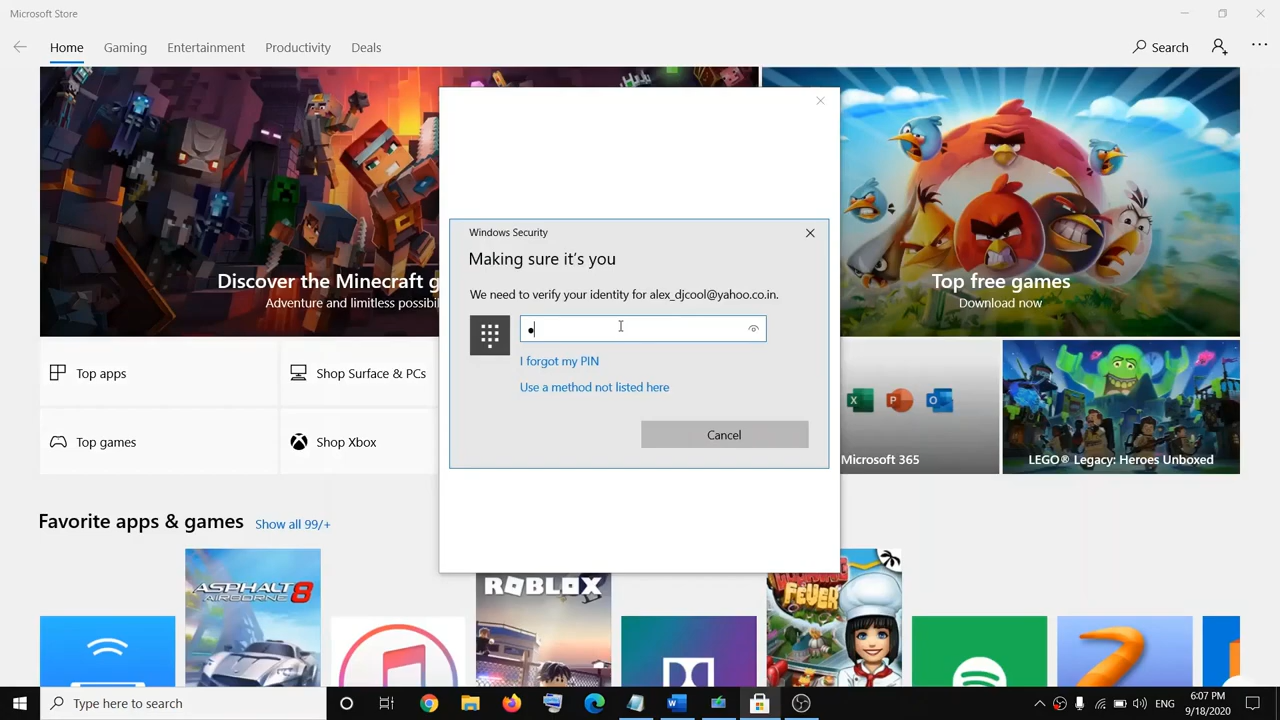 Microsoft Store
Home
Gaming
Entertainment
Productivity
Deals
Search
Discover the Minecraft g
Adventure and limitless possibil
Top free games
Download now
Windows Security
Making sure it's you
We need to verify your identity for alex_djcool@yahoo.co.in.
I forgot my PIN
Use a method not listed here
Cancel
Top apps
Shop Surface & PCs
Top games
Shop Xbox
Microsoft 365
LEGO® Legacy: Heroes Unboxed
Favorite apps & games
Show all 99/+
ASPHALT 8
AIRBORNE
ROBLOX
FEVER
Type here to search
ENG
6:07 PM
9/18/2020